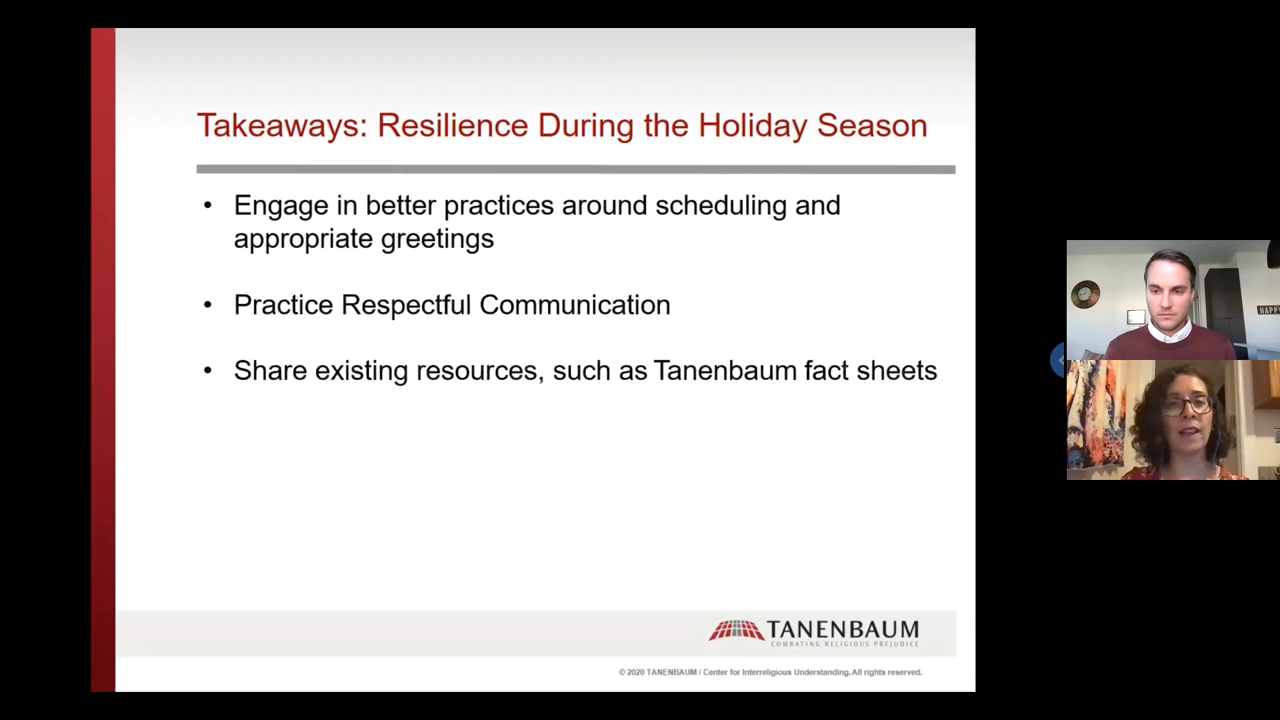 Takeaways: Resilience During the Holiday Season
• Engage in better practices around scheduling and
appropriate greetings
• Practice Respectful Communication
• Share existing resources, such as Tanenbaum fact sheets
TANENBAUM
COMBATING RELIGIOUS PREJUDICE
© 2020 TANENBAUM / Center for Interreligious Understanding. All rights reserved.
HAPP